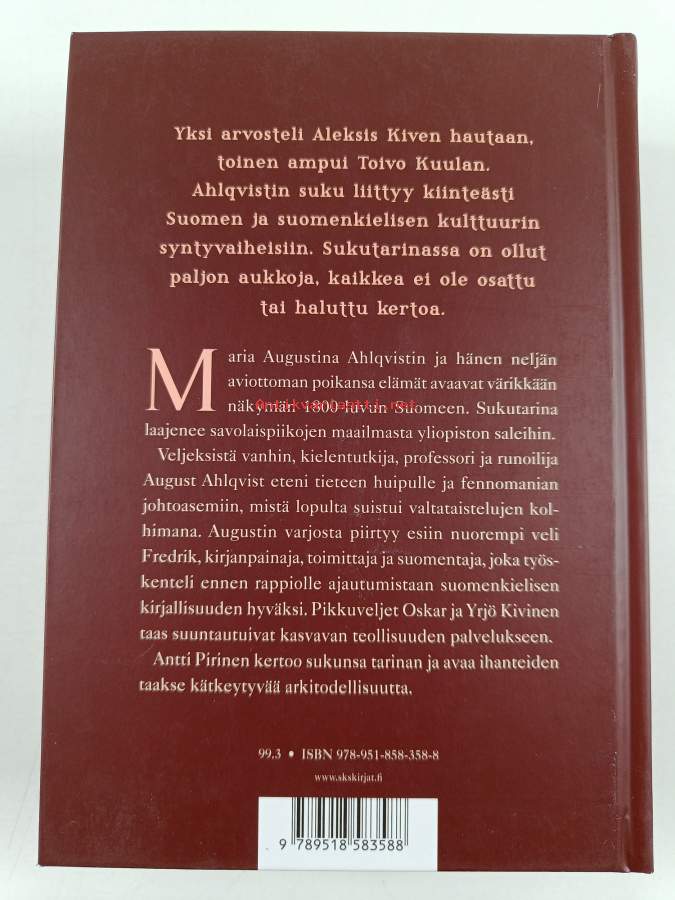 Yksi arvosteli Aleksis Kiven hautaan,
toinen ampui Toivo Kuulan.
Ahlqvistin suku liittyy kiinteästi
Suomen ja suomenkielisen kulttuurin
syntyvaiheisiin. Sukutarinassa on ollut
paljon aukkoja, kaikkea ei ole osattu
tai haluttu kertoa.
Maria Augustina Ahlqvistin ja hänen neljän
aviottoman poikansa elämät avaavat värikkään
näkymän 1800-luvun Suomeen. Sukutarina
Antikvariaatti.net
laajenee savolaispiikojen maailmasta yliopiston saleihin.
Veljeksistä vanhin, kielentutkija, professori ja runoilija
August Ahlqvist eteni tieteen huipulle ja fennomanian
johtoasemiin, mistä lopulta suistui valtataistelujen kol-
himana. Augustin varjosta piirtyy esiin nuorempi veli
Fredrik, kirjanpainaja, toimittaja ja suomentaja, joka työs-
kenteli ennen rappiolle ajautumistaan suomenkielisen
kirjallisuuden hyväksi. Pikkuveljet Oskar ja Yrjö Kivinen
taas suuntautuivat kasvavan teollisuuden palvelukseen.
Antti Pirinen kertoo sukunsa tarinan ja avaa ihanteiden
taakse kätkeytyvää arkitodellisuutta.
99.3 • ISBN 978-951-858-358-8
www.skskirjat.fi
9 789518 583588